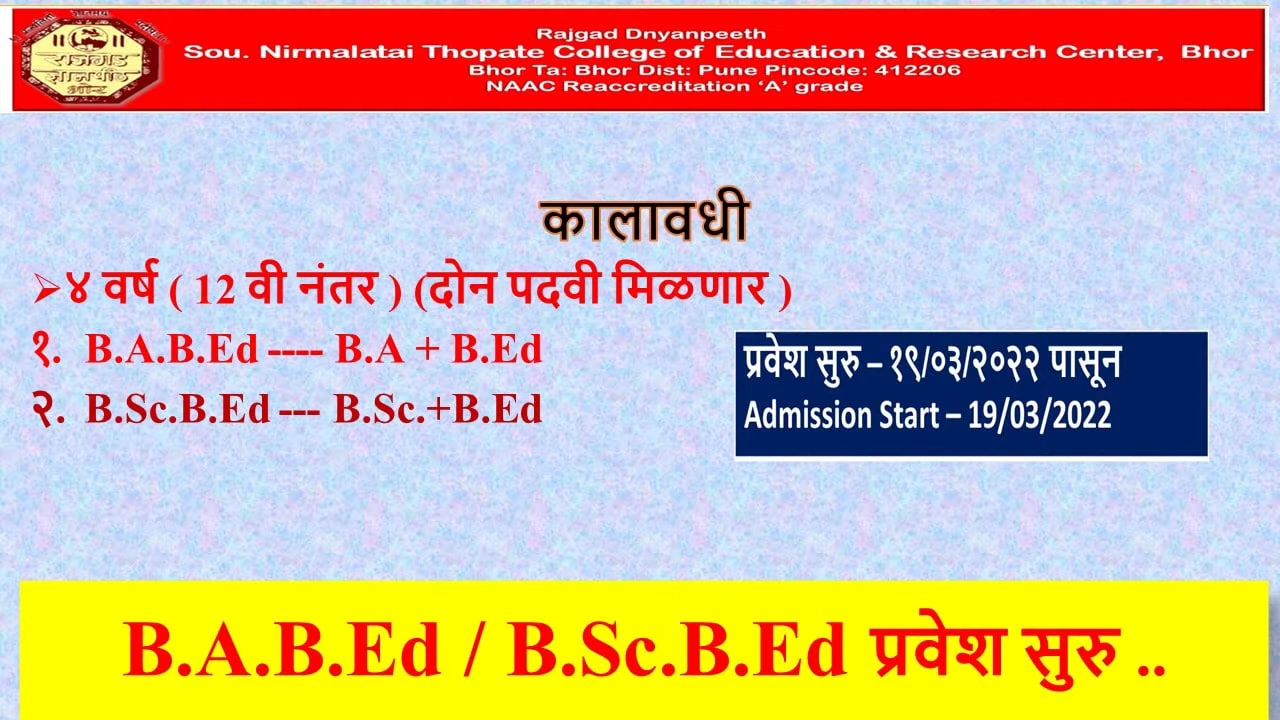 Rajgad Dnyanpeeth
Sou. Nirmalatai Thopate College of Education & Research Center, Bhor
Bhor Ta: Bhor Dist: Pune Pincode: 412206
NAAC Reaccreditation ‘A’ grade
राजगड
ज्ञानपीठ
भोर
कालावधी
४ वर्ष ( 12 वी नंतर ) (दोन पदवी मिळणार )
१. B.A.B.Ed ---- B.A + B.Ed
२. B.Sc.B.Ed --- B.Sc.+B.Ed
प्रवेश सुरु – १९/०३/२०२२ पासून
Admission Start – 19/03/2022
B.A.B.Ed / B.Sc.B.Ed प्रवेश सुरु ..